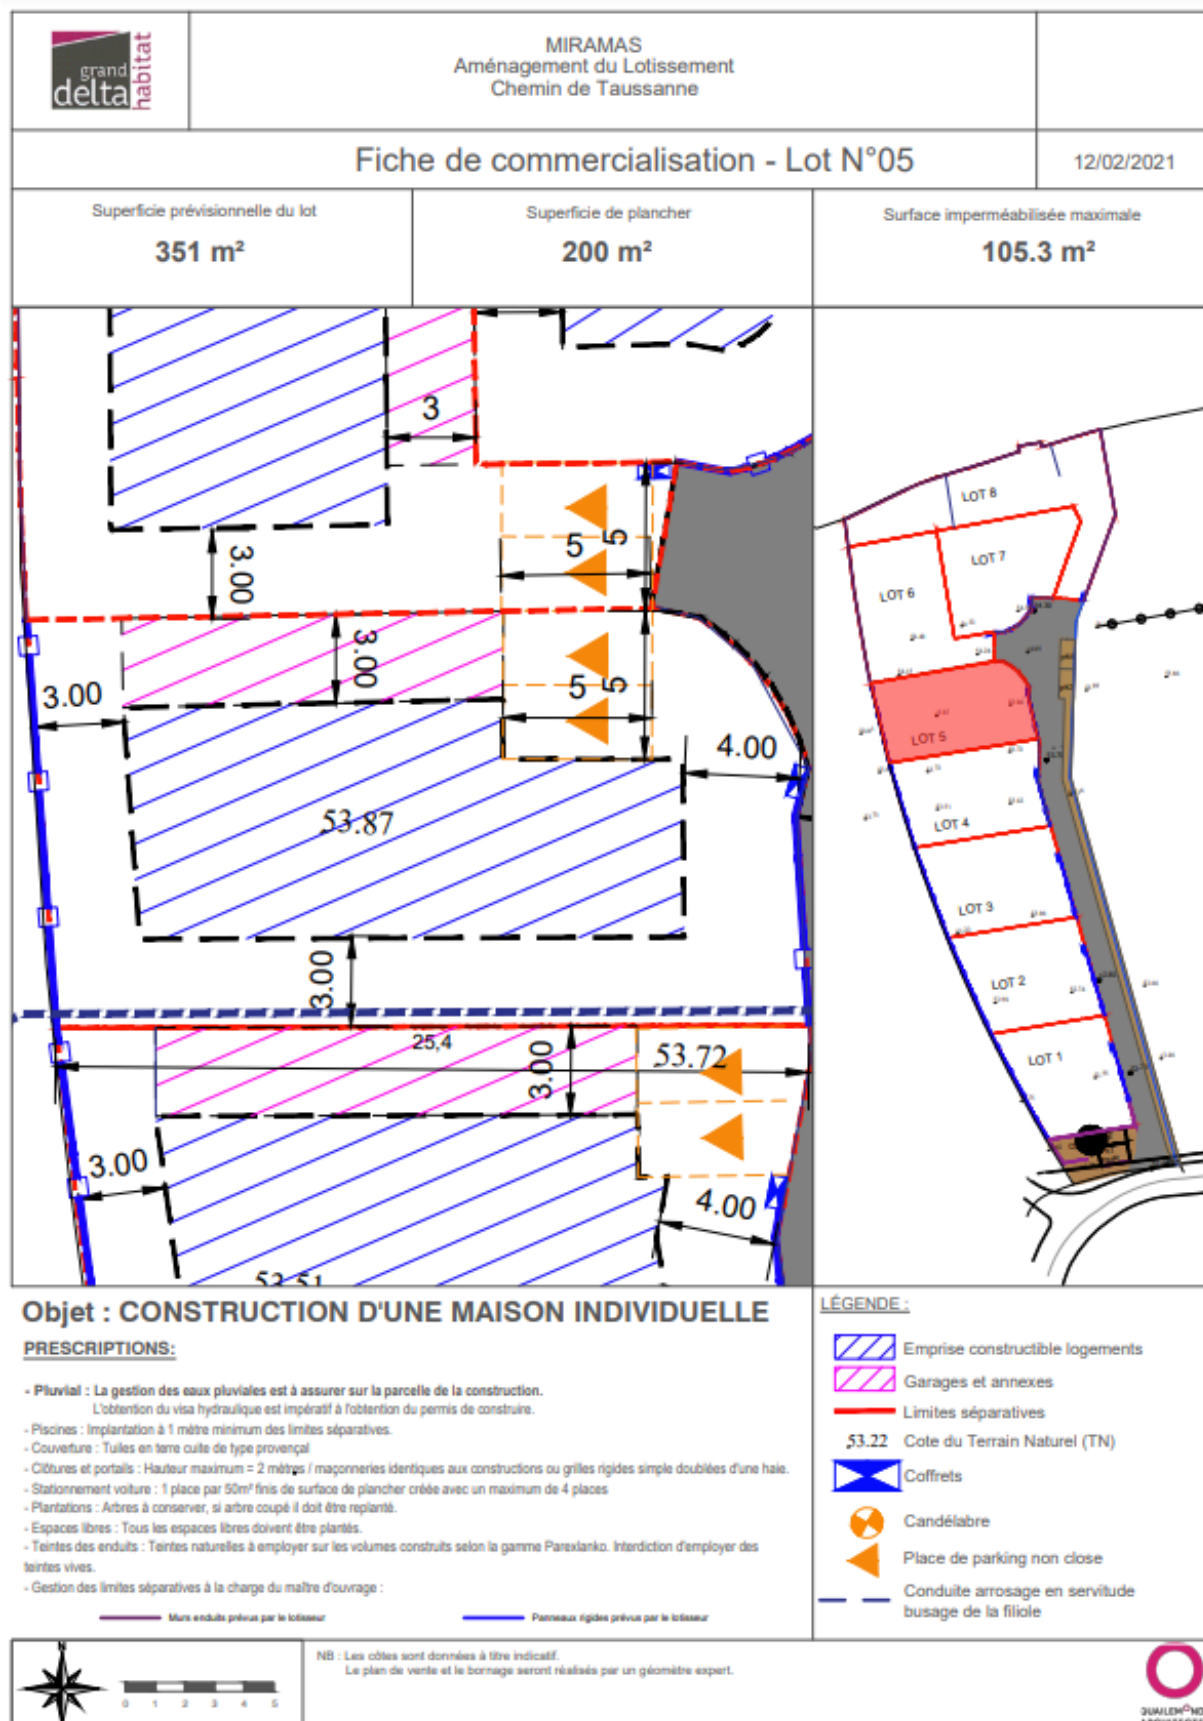 grand
delta
habitat
MIRAMAS
Aménagement du Lotissement
Chemin de Taussanne
Fiche de commercialisation - Lot N°05
12/02/2021
Superficie prévisionnelle du lot
351 m²
Superficie de plancher
200 m²
Surface imperméabilisée maximale
105.3 m²
3
3.00
5
5
3.00
3.00
5
5
4.00
53.87
3.00
25,4
3.00
53.72
3.00
4.00
53.51
LOT 8
LOT 7
LOT 6
LOT 5
LOT 4
LOT 3
LOT 2
LOT 1
Objet : CONSTRUCTION D'UNE MAISON INDIVIDUELLE
PRESCRIPTIONS:
- Pluvial : La gestion des eaux pluviales est à assurer sur la parcelle de la construction.
L'obtention du visa hydraulique est impératif à l'obtention du permis de construire.
- Piscines : Implantation à 1 mètre minimum des limites séparatives.
- Couverture : Tuiles en terre cuite de type provençal
- Clôtures et portails : Hauteur maximum = 2 mètres / maçonneries identiques aux constructions ou grilles rigides simple doublées d'une haie.
- Stationnement voiture : 1 place par 50m² finis de surface de plancher créée avec un maximum de 4 places
- Plantations : Arbres à conserver, si arbre coupé il doit être replanté.
- Espaces libres : Tous les espaces libres doivent être plantés.
- Teintes des enduits : Teintes naturelles à employer sur les volumes construits selon la gamme Parexlanko. Interdiction d'employer des
teintes vives.
- Gestion des limites séparatives à la charge du maître d'ouvrage :
Murs enduits prévus par le lotisseur
Panneaux rigides prévus par le lotisseur
LÉGENDE :
Emprise constructible logements
Garages et annexes
Limites séparatives
53.22 Cote du Terrain Naturel (TN)
Coffrets
Candélabre
Place de parking non close
Conduite arrosage en servitude
busage de la filiole
N
0 1 2 3 4 5
NB : Les côtes sont données à titre indicatif.
Le plan de vente et le bornage seront réalisés par un géomètre expert.